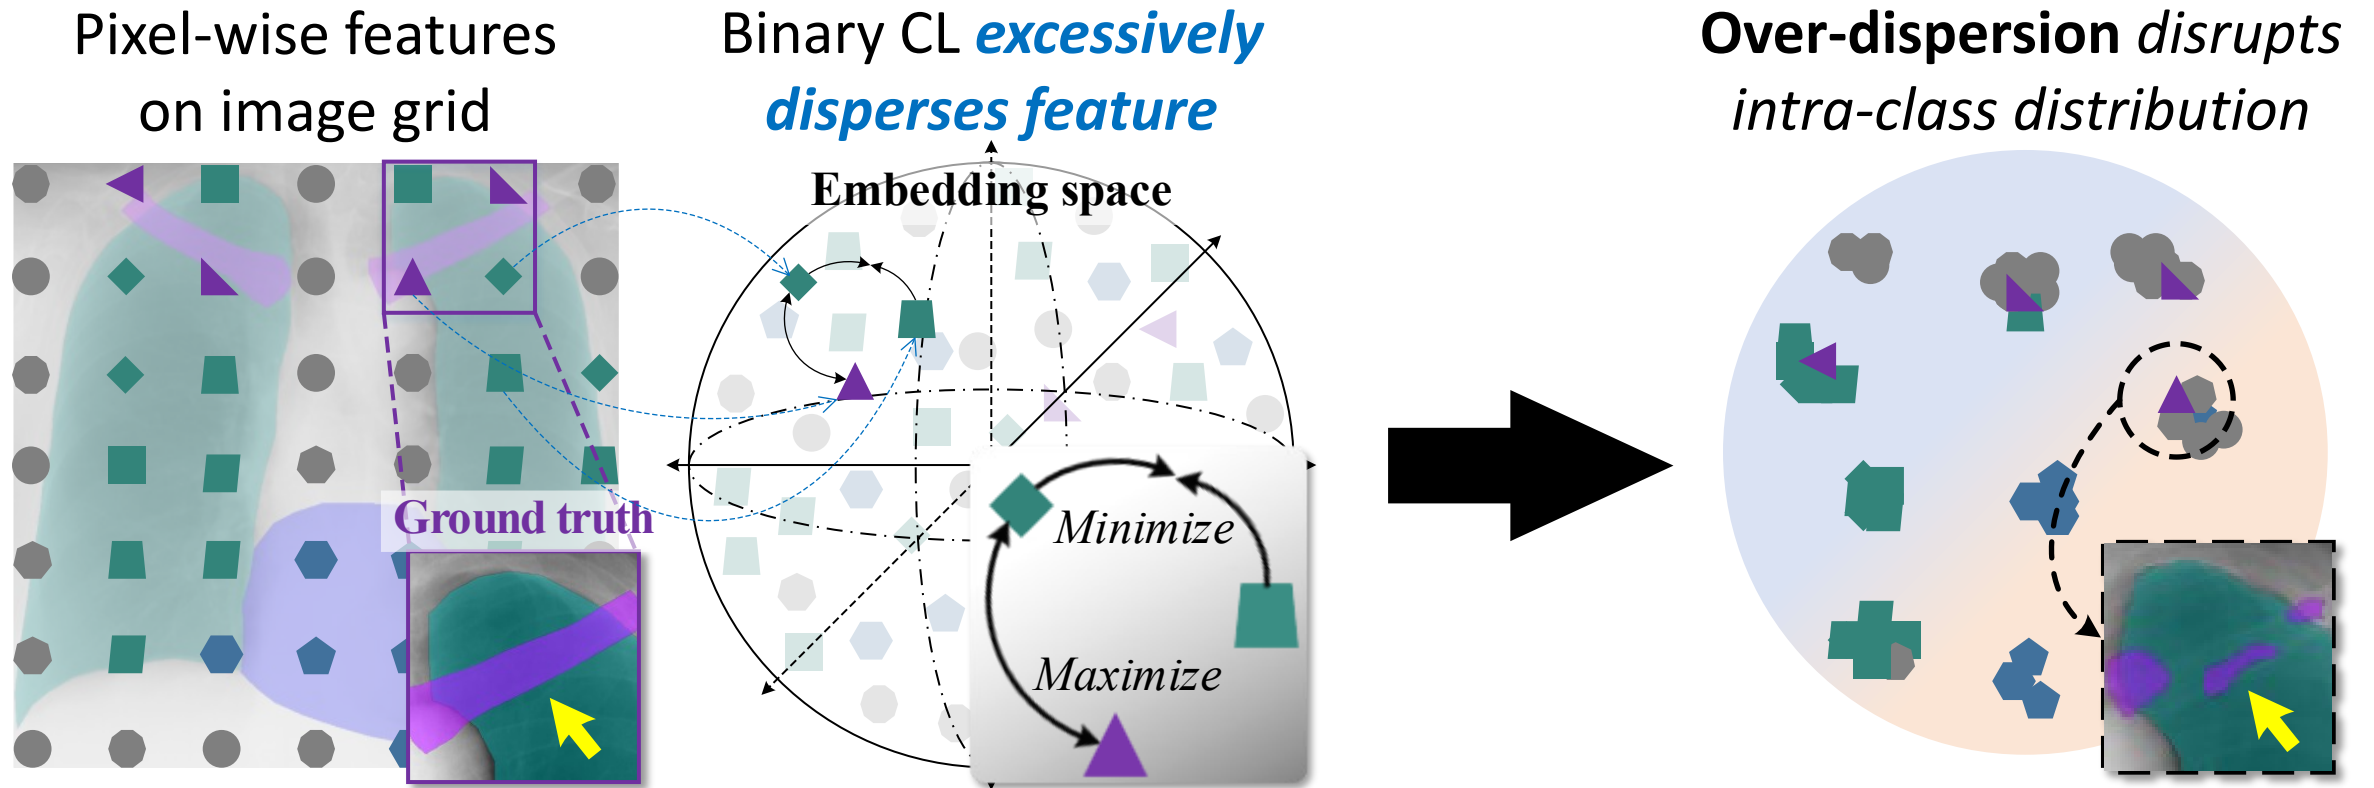 Pixel-wise features
on image grid
Binary CL excessively
disperses feature
Over-dispersion disrupts
intra-class distribution
Embedding space
Ground truth
Minimize
Maximize